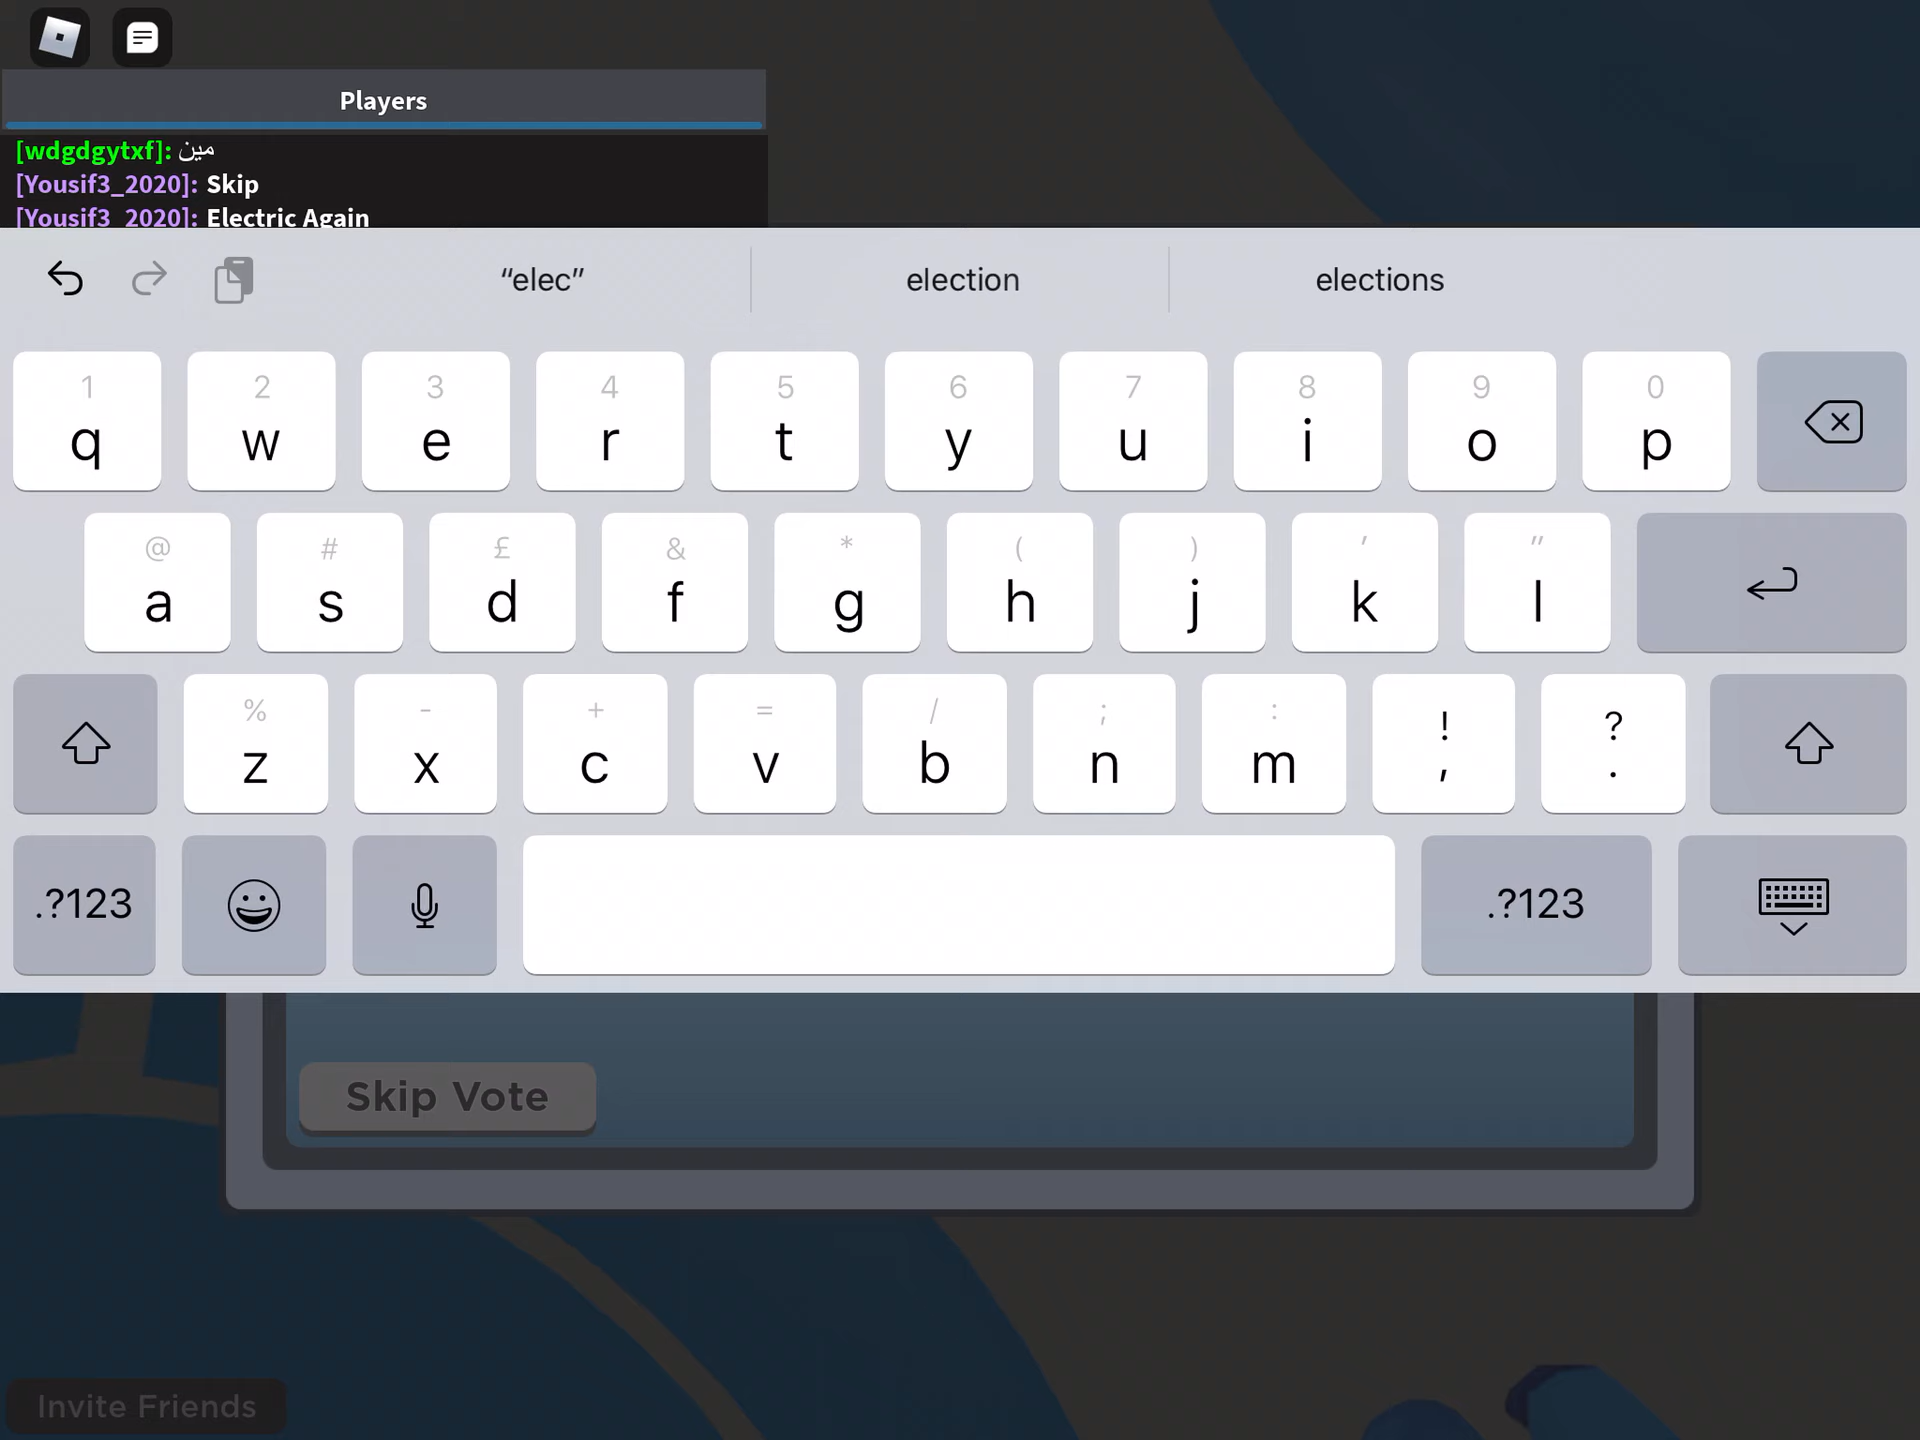 Players
[wdgdgytxf]: مين
[Yousif3_2020]: Skip
[Yousif3_2020]: Electric Again
“elec” election elections
1 2 3 4 5 6 7 8 9 0
q w e r t y u i o p
@ # £ & * ( ) ' "
a s d f g h j k l
% - + = / ; : ! ?
z x c v b n m , .
.?123 .?123
Skip Vote
Invite Friends